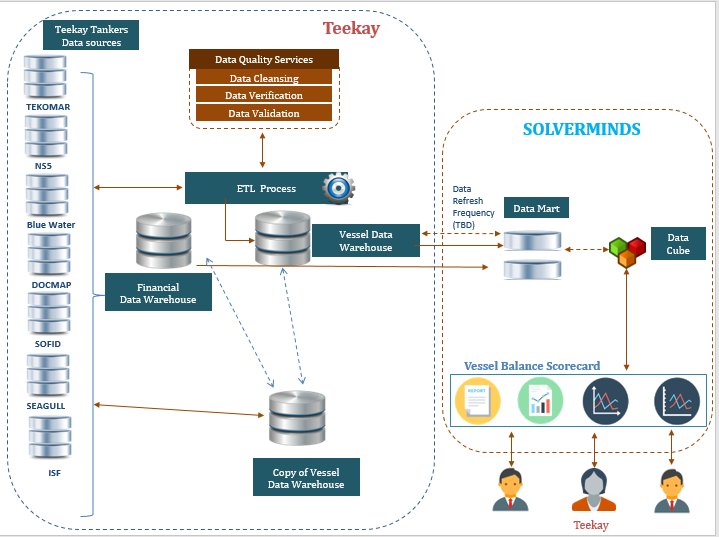 Teekay Tankers
Data sources
Teekay
TEKOMAR
NS5
Blue Water
DOCMAP
SOFID
SEAGULL
ISF
Data Quality Services
Data Cleansing
Data Verification
Data Validation
ETL Process
Vessel Data
Warehouse
Financial
Data Warehouse
Copy of Vessel
Data Warehouse
SOLVERMINDS
Data
Refresh
Frequency
(TBD)
Data Mart
Data
Cube
Vessel Balance Scorecard
REPORT
Teekay